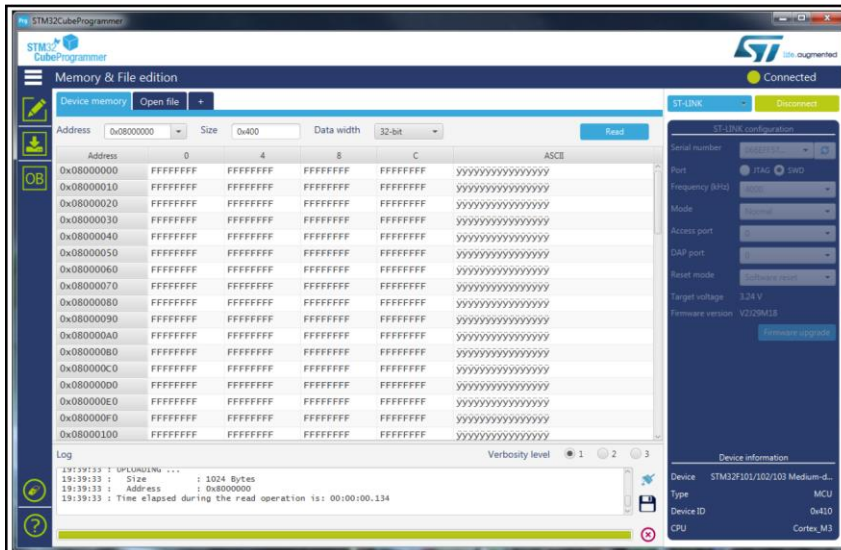 STM32CubeProgrammer
STM32
CubeProgrammer
life.augmented
Memory & File edition
Connected
Device memory Open file +
ST-LINK Disconnect
Address 0x08000000 Size 0x400 Data width 32-bit Read
ST-LINK configuration
Address 0 4 8 C ASCII
Serial number
0x08000000 FFFFFFFF FFFFFFFF FFFFFFFF FFFFFFFF ÿÿÿÿÿÿÿÿÿÿÿÿÿÿÿÿ
Port JTAG SWD
0x08000010 FFFFFFFF FFFFFFFF FFFFFFFF FFFFFFFF ÿÿÿÿÿÿÿÿÿÿÿÿÿÿÿÿ
Frequency (kHz) 4000
0x08000020 FFFFFFFF FFFFFFFF FFFFFFFF FFFFFFFF ÿÿÿÿÿÿÿÿÿÿÿÿÿÿÿÿ
Mode Normal
0x08000030 FFFFFFFF FFFFFFFF FFFFFFFF FFFFFFFF ÿÿÿÿÿÿÿÿÿÿÿÿÿÿÿÿ
Access port 0
0x08000040 FFFFFFFF FFFFFFFF FFFFFFFF FFFFFFFF ÿÿÿÿÿÿÿÿÿÿÿÿÿÿÿÿ
DAP port 0
0x08000050 FFFFFFFF FFFFFFFF FFFFFFFF FFFFFFFF ÿÿÿÿÿÿÿÿÿÿÿÿÿÿÿÿ
Reset mode Software reset
0x08000060 FFFFFFFF FFFFFFFF FFFFFFFF FFFFFFFF ÿÿÿÿÿÿÿÿÿÿÿÿÿÿÿÿ
Target voltage 3.24 V
0x08000070 FFFFFFFF FFFFFFFF FFFFFFFF FFFFFFFF ÿÿÿÿÿÿÿÿÿÿÿÿÿÿÿÿ
Firmware version V2J29M18
0x08000080 FFFFFFFF FFFFFFFF FFFFFFFF FFFFFFFF ÿÿÿÿÿÿÿÿÿÿÿÿÿÿÿÿ
Firmware upgrade
0x08000090 FFFFFFFF FFFFFFFF FFFFFFFF FFFFFFFF ÿÿÿÿÿÿÿÿÿÿÿÿÿÿÿÿ
0x080000A0 FFFFFFFF FFFFFFFF FFFFFFFF FFFFFFFF ÿÿÿÿÿÿÿÿÿÿÿÿÿÿÿÿ
0x080000B0 FFFFFFFF FFFFFFFF FFFFFFFF FFFFFFFF ÿÿÿÿÿÿÿÿÿÿÿÿÿÿÿÿ
0x080000C0 FFFFFFFF FFFFFFFF FFFFFFFF FFFFFFFF ÿÿÿÿÿÿÿÿÿÿÿÿÿÿÿÿ
0x080000D0 FFFFFFFF FFFFFFFF FFFFFFFF FFFFFFFF ÿÿÿÿÿÿÿÿÿÿÿÿÿÿÿÿ
0x080000E0 FFFFFFFF FFFFFFFF FFFFFFFF FFFFFFFF ÿÿÿÿÿÿÿÿÿÿÿÿÿÿÿÿ
0x080000F0 FFFFFFFF FFFFFFFF FFFFFFFF FFFFFFFF ÿÿÿÿÿÿÿÿÿÿÿÿÿÿÿÿ
0x08000100 FFFFFFFF FFFFFFFF FFFFFFFF FFFFFFFF ÿÿÿÿÿÿÿÿÿÿÿÿÿÿÿÿ
OB
Log Verbosity level 1 2 3
Device information
19:39:33 : UPLOADING ...
19:39:33 : Size : 1024 Bytes
19:39:33 : Address : 0x8000000
19:39:33 : Time elapsed during the read operation is: 00:00:00.134
Device STM32F101/102/103 Medium-d...
Type MCU
Device ID 0x410
CPU Cortex_M3